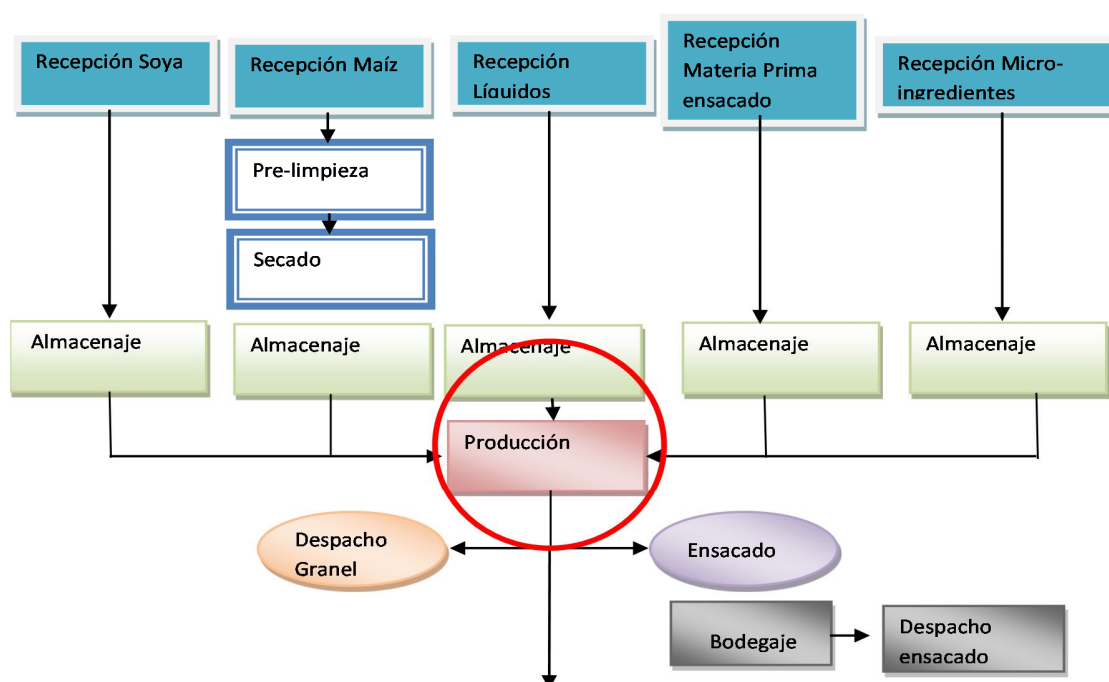 Recepción Soya
Recepción Maíz
Recepción
Líquidos
Recepción
Materia Prima
ensacado
Recepción Micro-
ingredientes
Pre-limpieza
Secado
Almacenaje
Almacenaje
Almacenaje
Almacenaje
Almacenaje
Producción
Despacho
Granel
Ensacado
Bodegaje
Despacho
ensacado